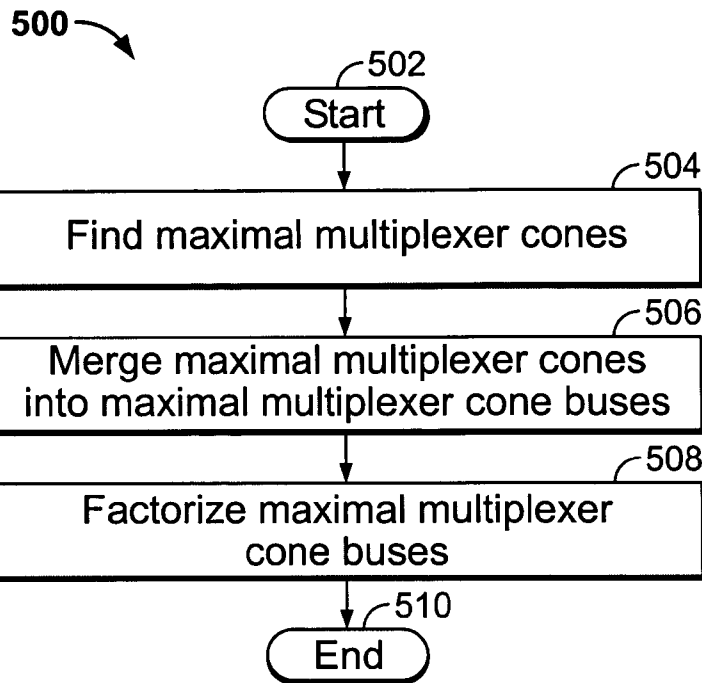 500
502
Start
504
Find maximal multiplexer cones
506
Merge maximal multiplexer cones
into maximal multiplexer cone buses
508
Factorize maximal multiplexer
cone buses
510
End